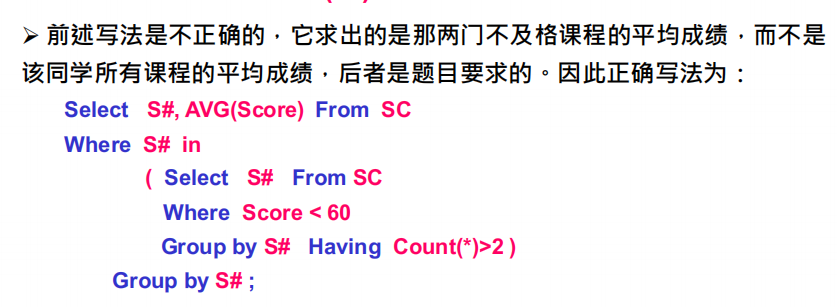 ➢ 前述写法是不正确的，它求出的是那两门不及格课程的平均成绩，而不是
该同学所有课程的平均成绩，后者是题目要求的。因此正确写法为：
Select S#, AVG(Score) From SC
Where S# in
( Select S# From SC
Where Score < 60
Group by S# Having Count(*)>2 )
Group by S# ;